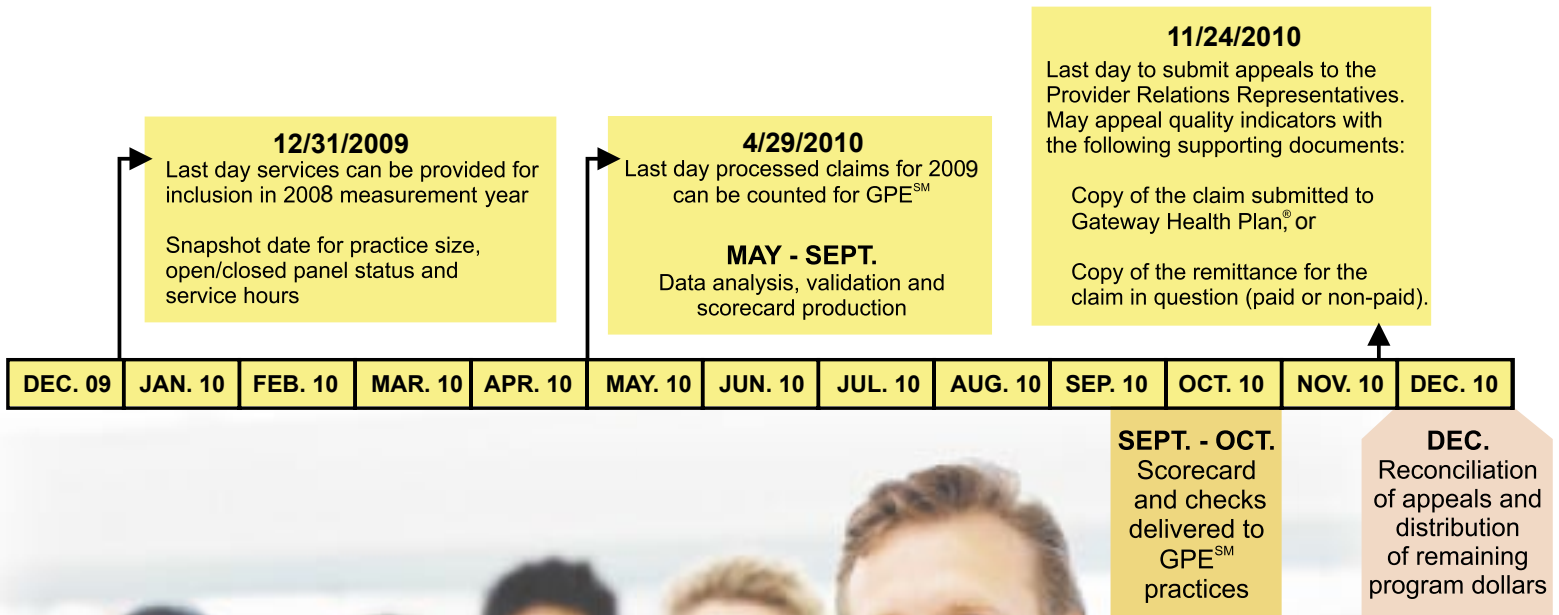 12/31/2009
Last day services can be provided for
inclusion in 2008 measurement year
Snapshot date for practice size,
open/closed panel status and
service hours
4/29/2010
Last day processed claims for 2009
can be counted for GPE℠
MAY - SEPT.
Data analysis, validation and
scorecard production
11/24/2010
Last day to submit appeals to the
Provider Relations Representatives.
May appeal quality indicators with
the following supporting documents:
Copy of the claim submitted to
Gateway Health Plan,® or
Copy of the remittance for the
claim in question (paid or non-paid).
DEC. 09 JAN. 10 FEB. 10 MAR. 10 APR. 10 MAY. 10 JUN. 10 JUL. 10 AUG. 10 SEP. 10 OCT. 10 NOV. 10 DEC. 10
SEPT. - OCT.
Scorecard
and checks
delivered to
GPE℠
practices
DEC.
Reconciliation
of appeals and
distribution
of remaining
program dollars